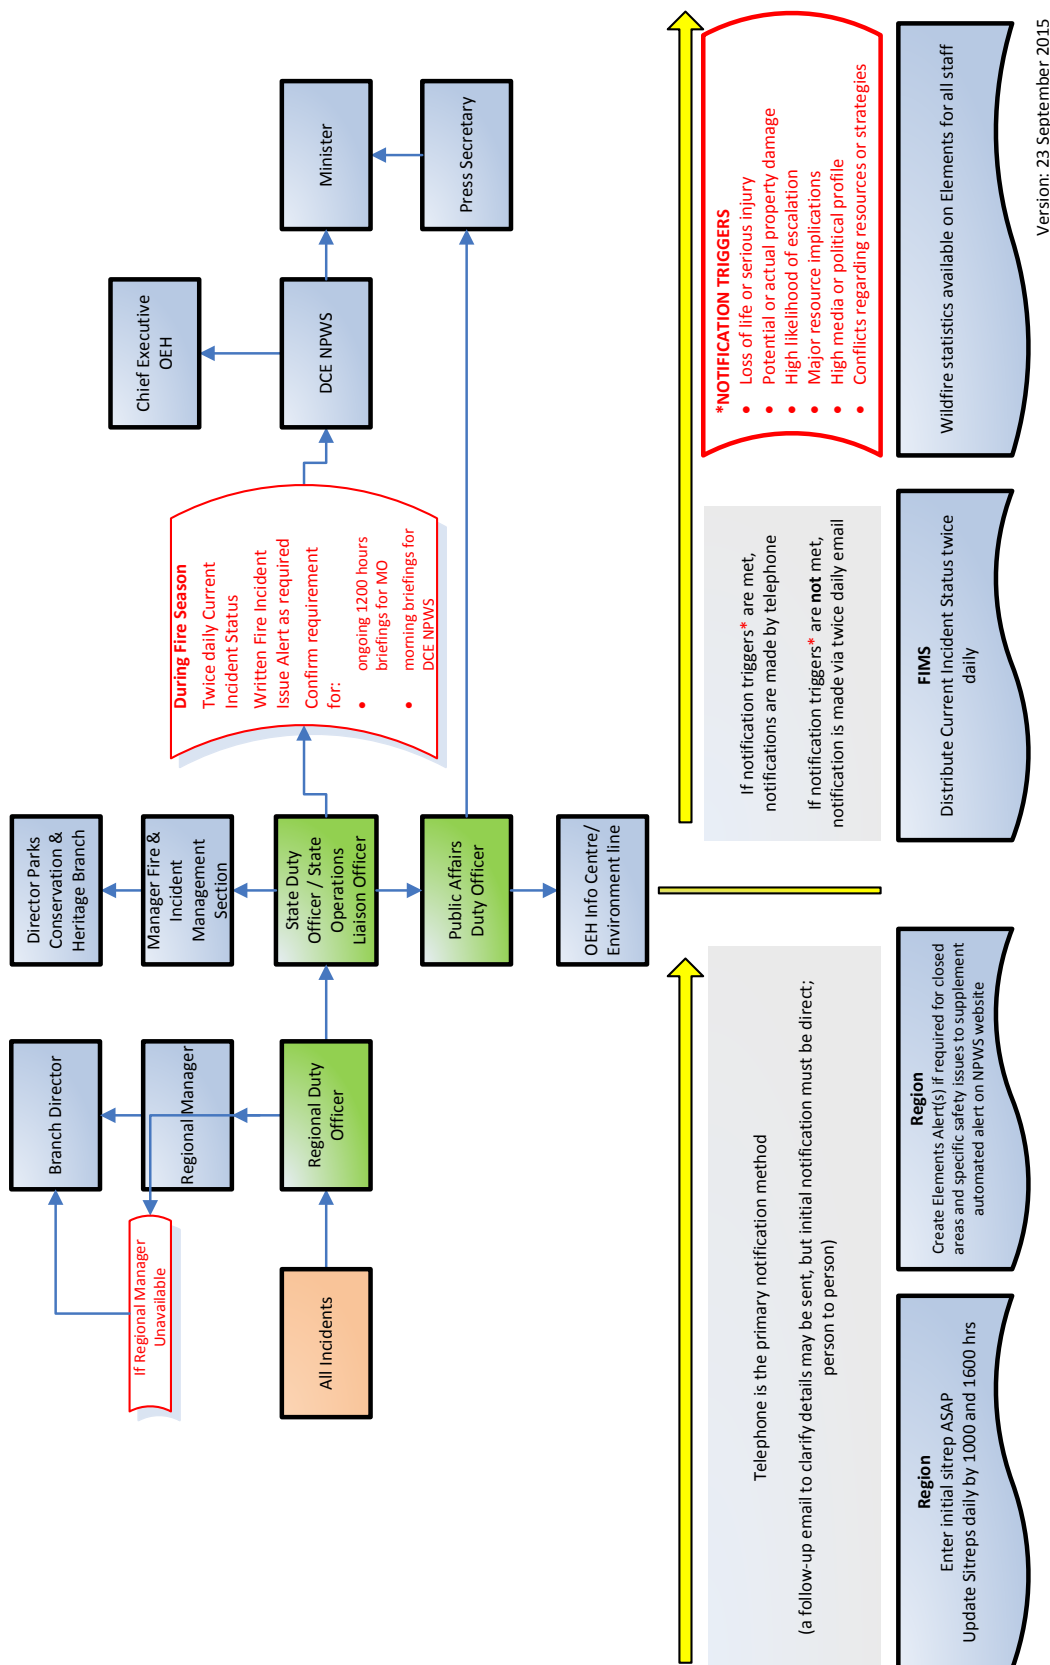 Director Parks
Conservation &
Heritage Branch
Branch Director
Chief Executive
OEH
If Regional Manager
Unavailable
Regional Manager
Manager Fire &
Incident
Management
Section
During Fire Season
Twice daily Current
Incident Status
Written Fire Incident
Issue Alert as required
Confirm requirement
for:
• ongoing 1200 hours
briefings for MO
• morning briefings for
DCE NPWS
All Incidents
Regional Duty
Officer
State Duty
Officer / State
Operations
Liaison Officer
DCE NPWS
Minister
Public Affairs
Duty Officer
Press Secretary
OEH Info Centre/
Environment line
Telephone is the primary notification method
(a follow-up email to clarify details may be sent, but initial notification must be direct;
person to person)
If notification triggers* are met,
notifications are made by telephone
If notification triggers* are not met,
notification is made via twice daily email
*NOTIFICATION TRIGGERS
• Loss of life or serious injury
• Potential or actual property damage
• High likelihood of escalation
• Major resource implications
• High media or political profile
• Conflicts regarding resources or strategies
Region
Enter initial sitrep ASAP
Update Sitreps daily by 1000 and 1600 hrs
Region
Create Elements Alert(s) if required for closed
areas and specific safety issues to supplement
automated alert on NPWS website
FIMS
Distribute Current Incident Status twice
daily
Wildfire statistics available on Elements for all staff
Version: 23 September 2015